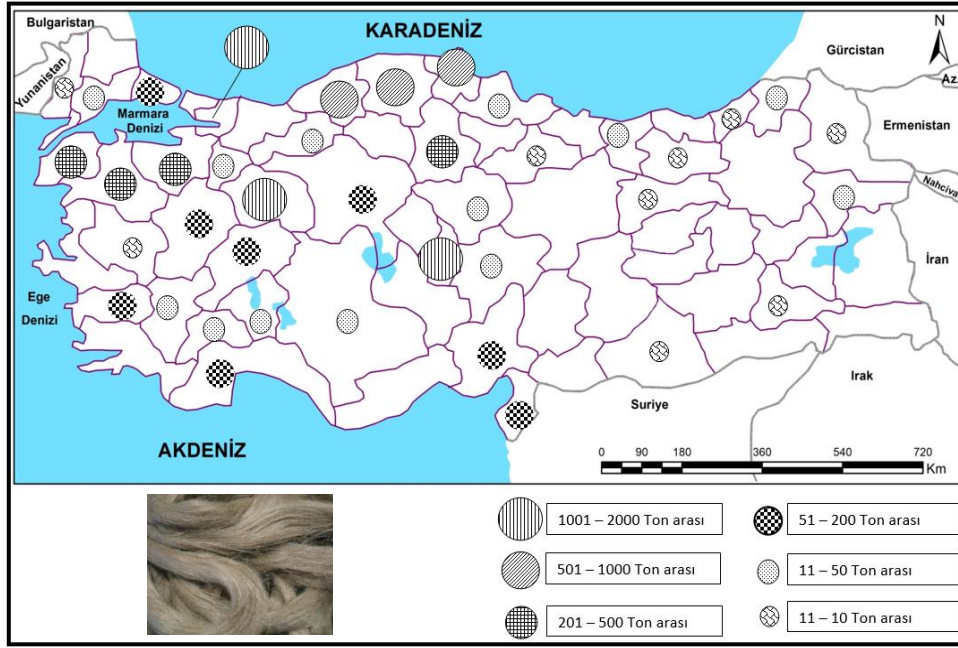 Bulgaristan
KARADENİZ
N
Gürcistan
Yunanistan
Az.
Marmara
Denizi
Ermenistan
Nahcıva
İran
Ege
Denizi
Irak
Suriye
AKDENİZ
0 90 180 360 540 720
Km
1001 – 2000 Ton arası
51 – 200 Ton arası
501 – 1000 Ton arası
11 – 50 Ton arası
201 – 500 Ton arası
11 – 10 Ton arası